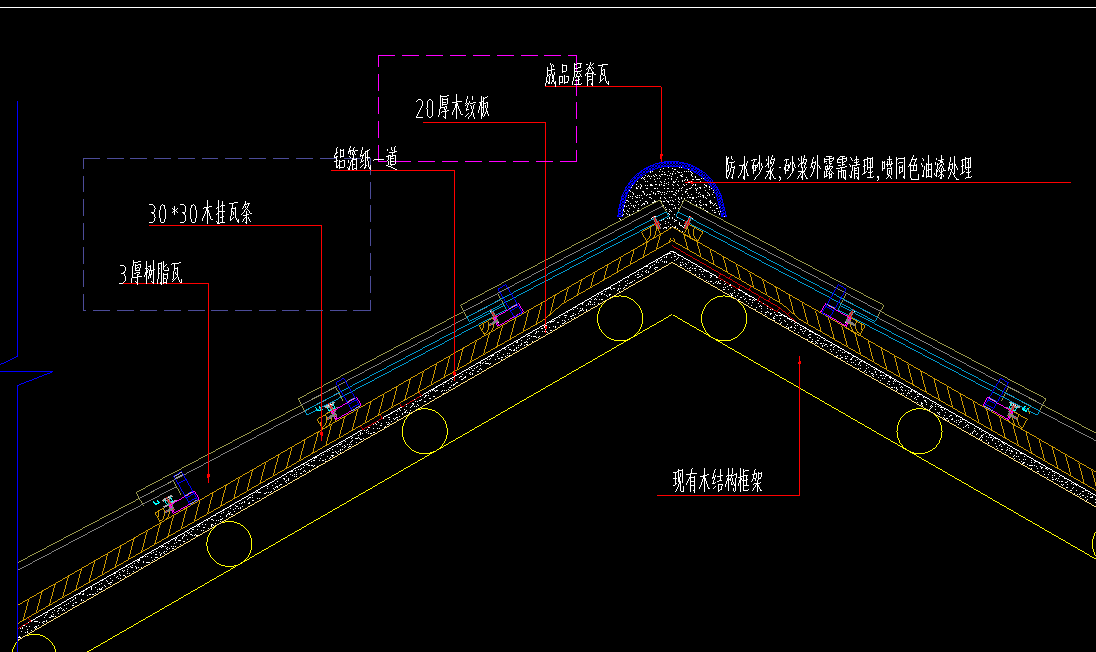 成品屋脊瓦
20厚木纹板
铝箔纸一道
防水砂浆;砂浆外露需清理,喷同色油漆处理
30*30木挂瓦条
3厚树脂瓦
现有木结构框架